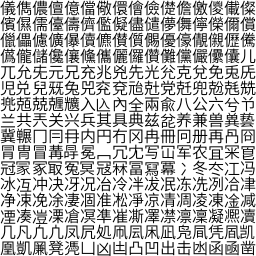 儀儁儂儃億儅儆儇儈儉儊儋儌儍儎儏
儐儑儒儓儔儕儖儗儘儙儚儛儜儝儞償
儠儡儢儣儤儥儦儧儨儩優儫儬儭儮儯
儰儱儲儳儴儵儶儷儸儹儺儻儼儽儾儿
兀允兂元兄充兆兇先光兊克兌免兎兏
児兑兒兓兔兕兖兗兘兙党兛兜兝兞兟
兠兡兢兣兤入兦內全兩兪八公六兮兯
兰共兲关兴兵其具典兹兺养兼兽兾兿
冀冁冂冃冄内円冇冈冉冊冋册再冎冏
冐冑冒冓冔冕冖冗冘写冚军农冝冞冟
冠冡冢冣冤冥冦冧冨冩冪冫冬冭冮冯
冰冱冲决冴况冶冷冸冹冺冻冼冽冾冿
净凁凂凃凄凅准凇凈凉凊凋凌凍凎减
凐凑凒凓凔凕凖凗凘凙凚凛凜凝凞凟
几凡凢凣凤凥処凧凨凩凪凫凬凭凮凯
凰凱凲凳凴凵凶凷凸凹出击凼函凾凿